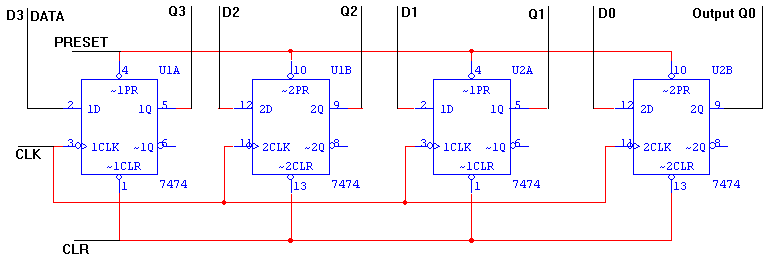 D3 DATA Q3 D2 Q2 D1 Q1 D0 Output Q0
PRESET
4 U1A 10 U1B 4 U2A 10 U2B
~1PR ~2PR ~1PR ~2PR
2 1D 1Q 5 12 2D 2Q 9 2 1D 1Q 5 12 2D 2Q 9
CLK 3 1CLK ~1Q 6 11 2CLK ~2Q 8 3 1CLK ~1Q 6 11 2CLK ~2Q 8
~1CLR ~2CLR ~1CLR ~2CLR
1 7474 13 7474 1 7474 13 7474
CLR